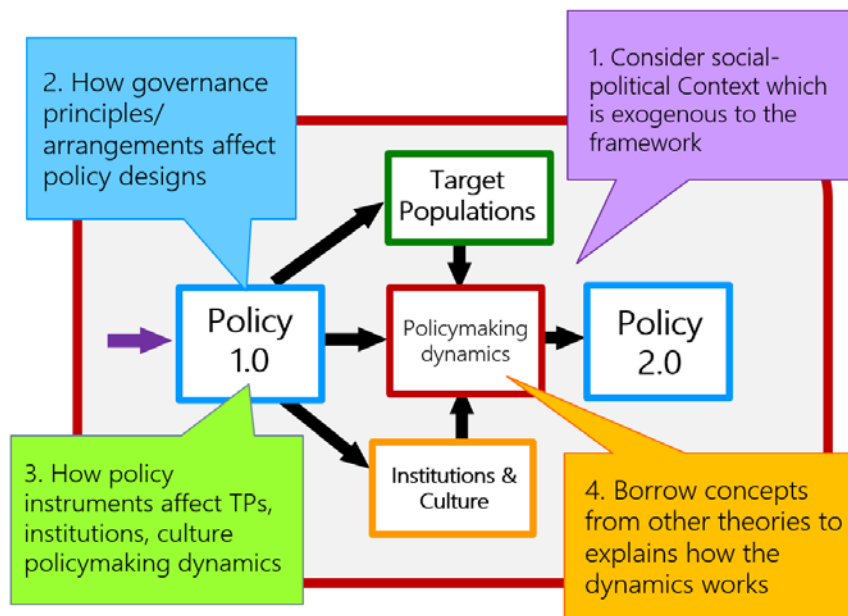 2. How governance
principles/
arrangements affect
policy designs
1. Consider social-
political Context which
is exogenous to the
framework
Target
Populations
Policy
1.0
Policymaking
dynamics
Policy
2.0
Institutions &
Culture
3. How policy
instruments affect TPs,
institutions, culture
policymaking dynamics
4. Borrow concepts
from other theories to
explains how the
dynamics works